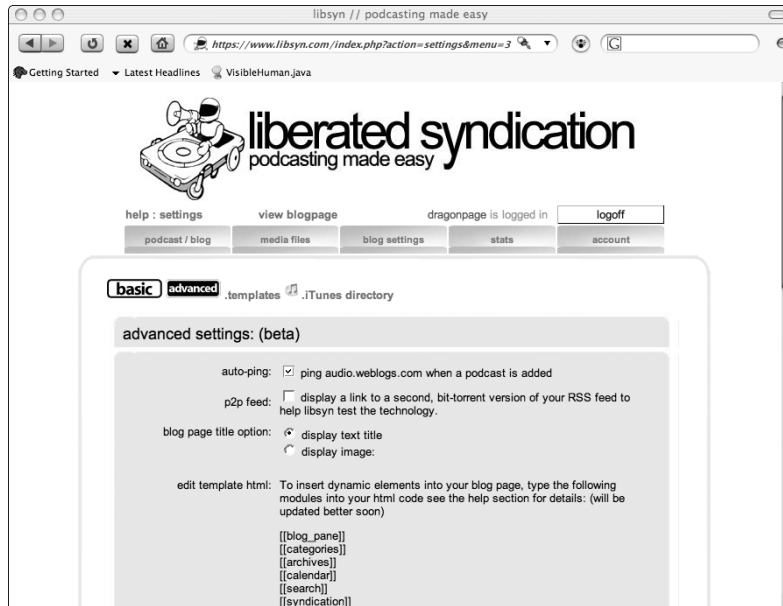 libsyn // podcasting made easy
https://www.libsyn.com/index.php?action=settings&menu=3
G
Getting Started Latest Headlines VisibleHuman.java
liberated syndication
podcasting made easy
help : settings view blogpage dragonpage is logged in logoff
podcast / blog media files blog settings stats account
basic advanced .templates .iTunes directory
advanced settings: (beta)
auto-ping: ping audio.weblogs.com when a podcast is added
p2p feed: display a link to a second, bit-torrent version of your RSS feed to
help libsyn test the technology.
blog page title option: display text title
display image:
edit template html: To insert dynamic elements into your blog page, type the following
modules into your html code see the help section for details: (will be
updated better soon)
[[blog_pane]]
[[categories]]
[[archives]]
[[calendar]]
[[search]]
[[syndication]]